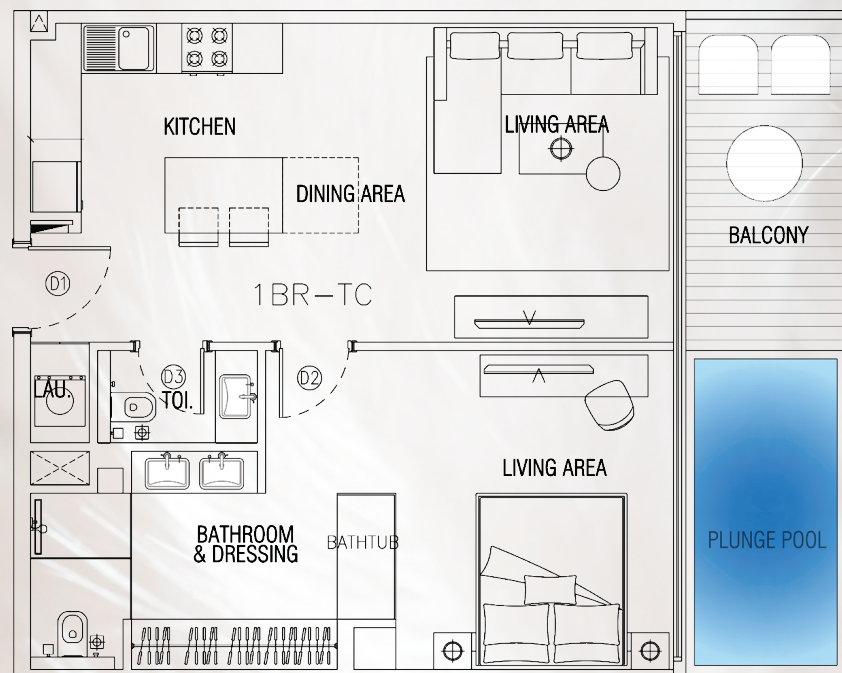 KITCHEN
LIVING AREA
DINING AREA
BALCONY
D1
1BR-TC
D3
D2
LAU.
TOI.
LIVING AREA
BATHROOM
& DRESSING
BATHTUB
PLUNGE POOL